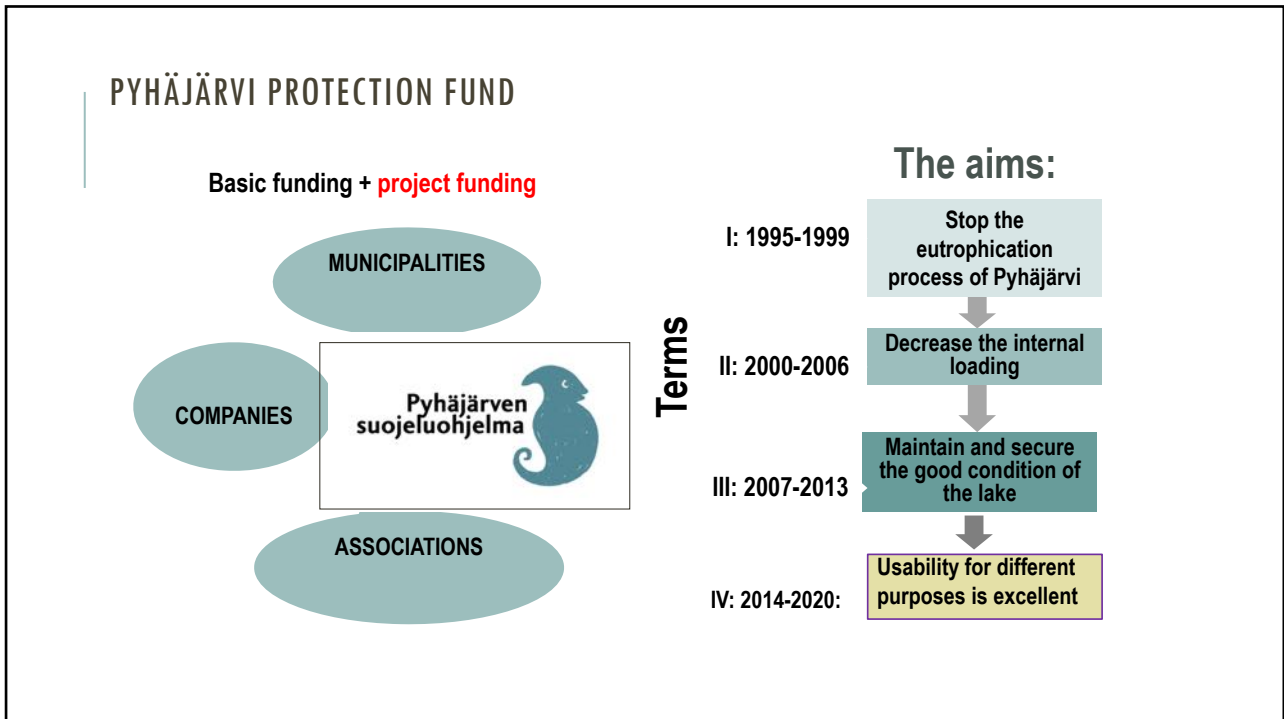 PYHÄJÄRVI PROTECTION FUND
Basic funding + project funding
MUNICIPALITIES
COMPANIES
Pyhäjärven
suojeluohjelma
ASSOCIATIONS
Terms
The aims:
I: 1995-1999
Stop the
eutrophication
process of Pyhäjärvi
II: 2000-2006
Decrease the internal
loading
III: 2007-2013
Maintain and secure
the good condition of
the lake
IV: 2014-2020:
Usability for different
purposes is excellent